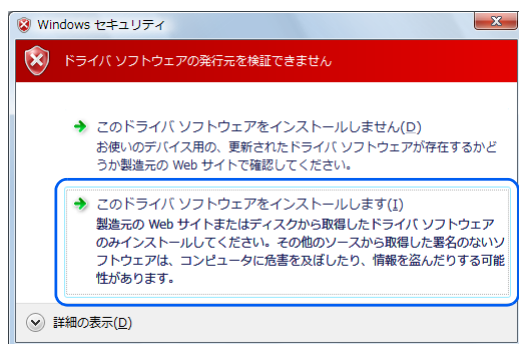 Windows セキュリティ
ドライバ ソフトウェアの発行元を検証できません
このドライバ ソフトウェアをインストールしません(D)
お使いのデバイス用の、更新されたドライバ ソフトウェアが存在するかど
うか製造元の Web サイトで確認してください。
このドライバ ソフトウェアをインストールします(I)
製造元の Web サイトまたはディスクから取得したドライバ ソフトウェア
のみインストールしてください。その他のソースから取得した署名のないソ
フトウェアは、コンピュータに危害を及ぼしたり、情報を盗んだりする可能
性があります。
詳細の表示(D)